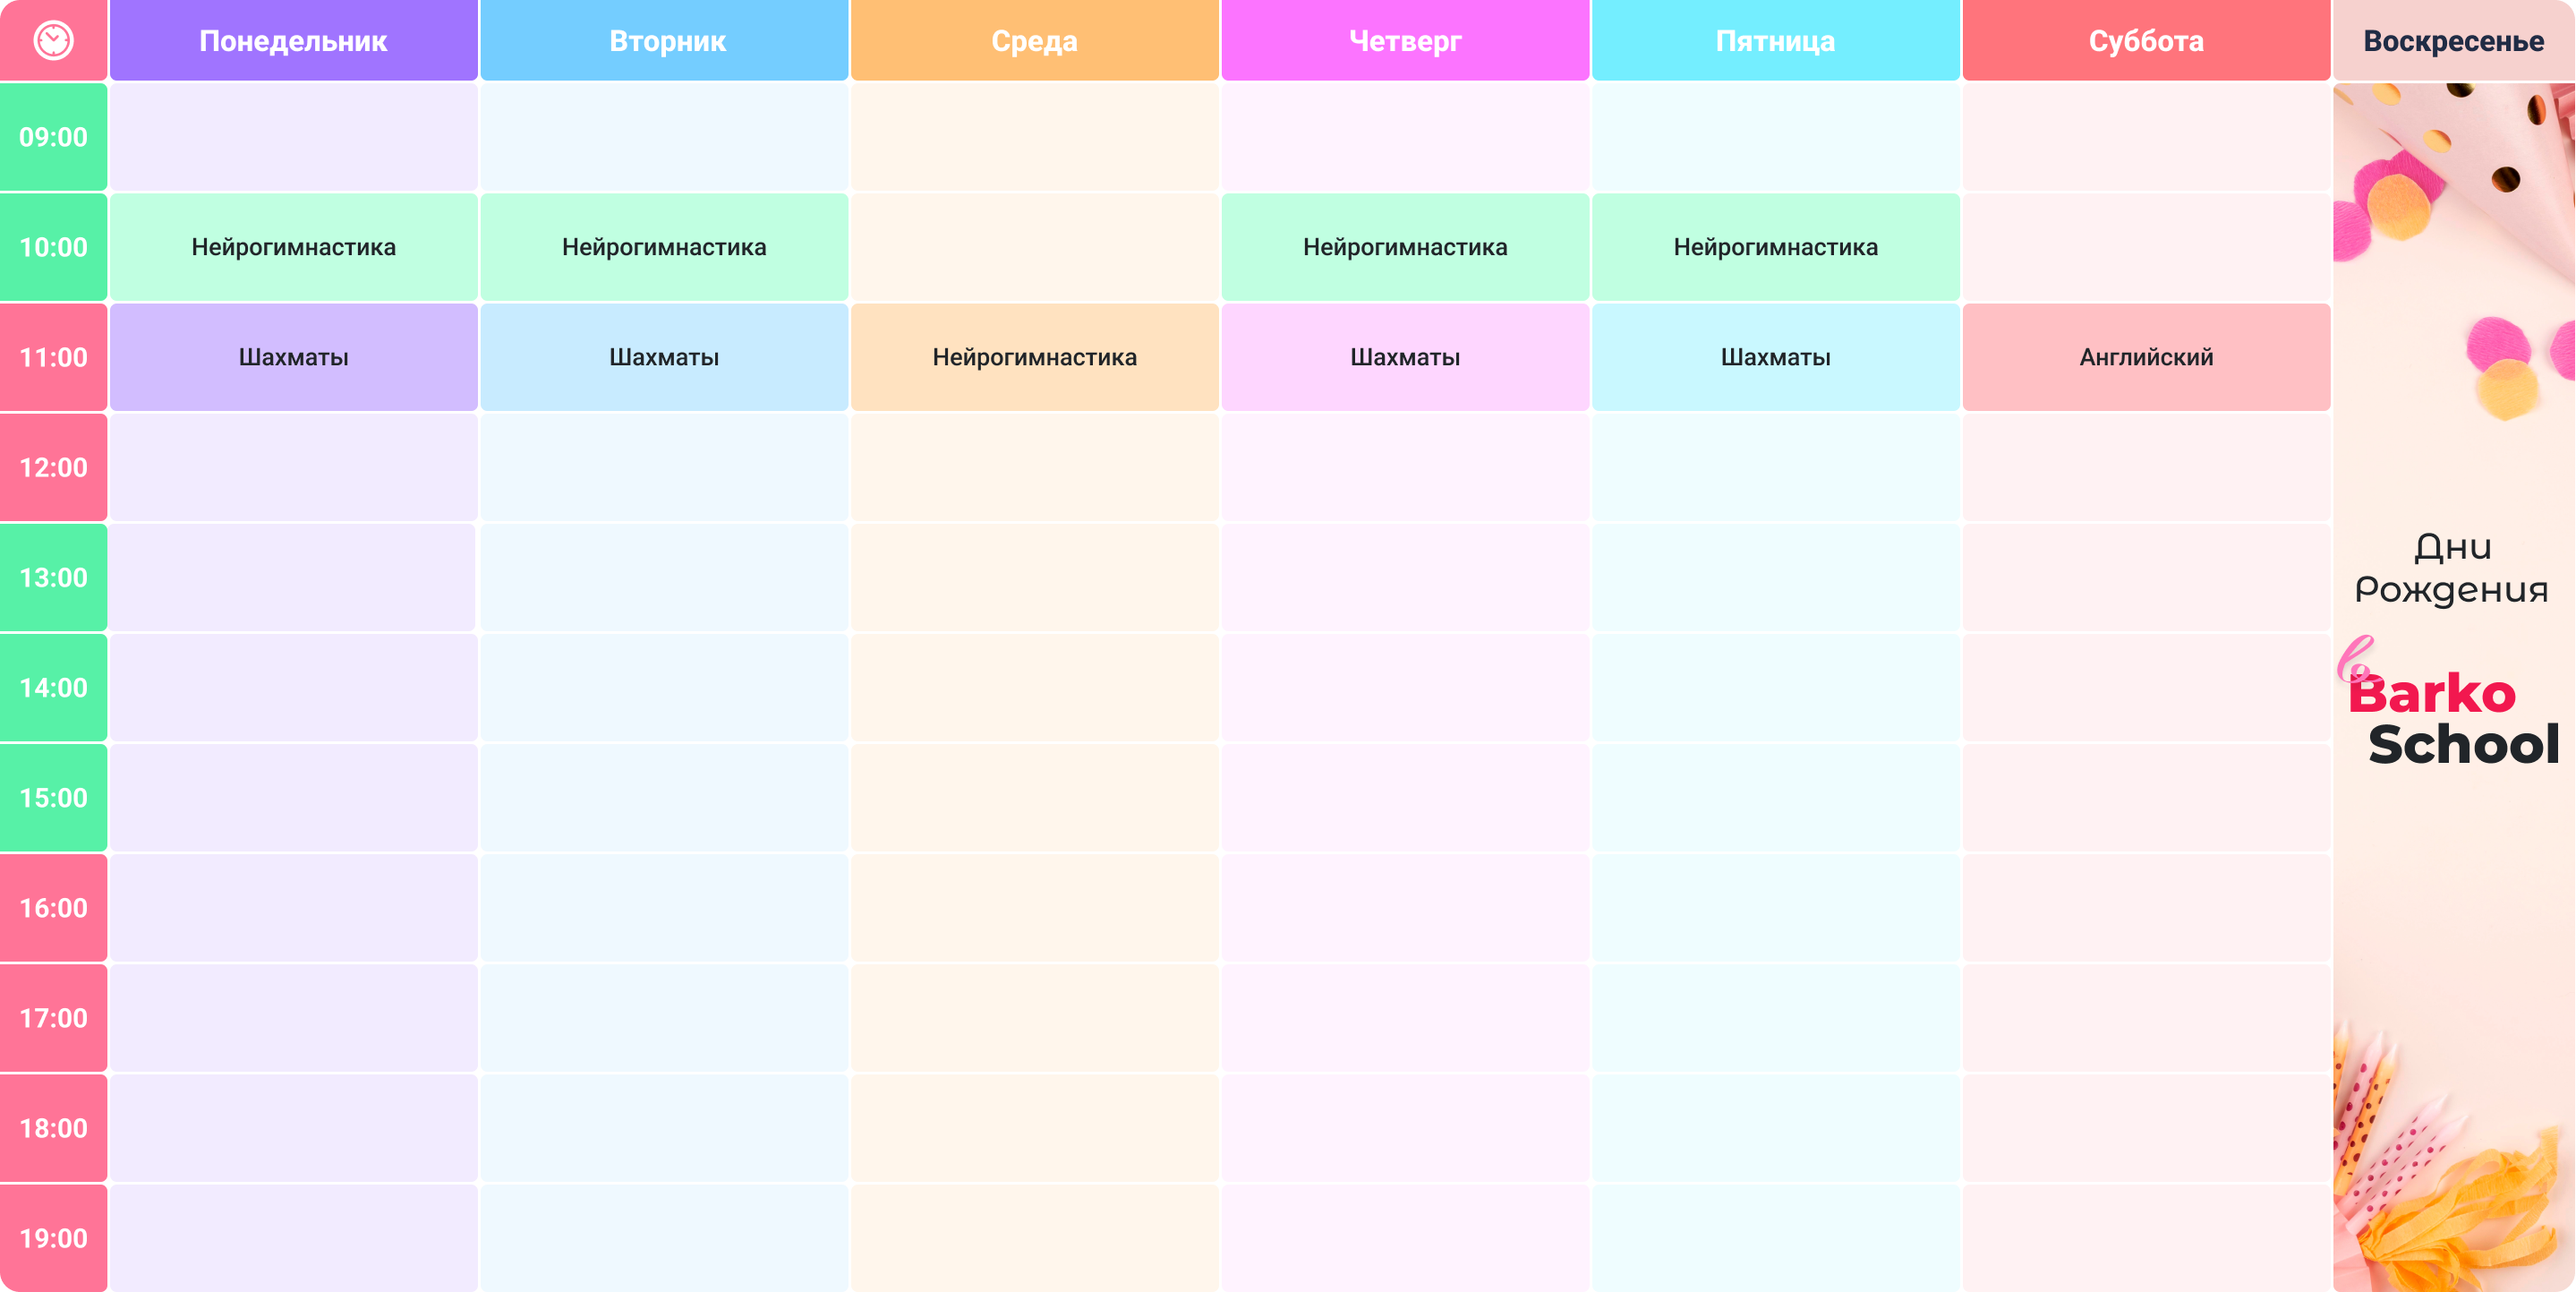 Понедельник Вторник Среда Четверг Пятница Суббота Воскресенье
09:00
10:00 Нейрогимнастика Нейрогимнастика Нейрогимнастика Нейрогимнастика
11:00 Шахматы Шахматы Нейрогимнастика Шахматы Шахматы Английский
12:00
13:00
14:00
15:00
16:00
17:00
18:00
19:00
Дни
Рождения
в
Barko
School